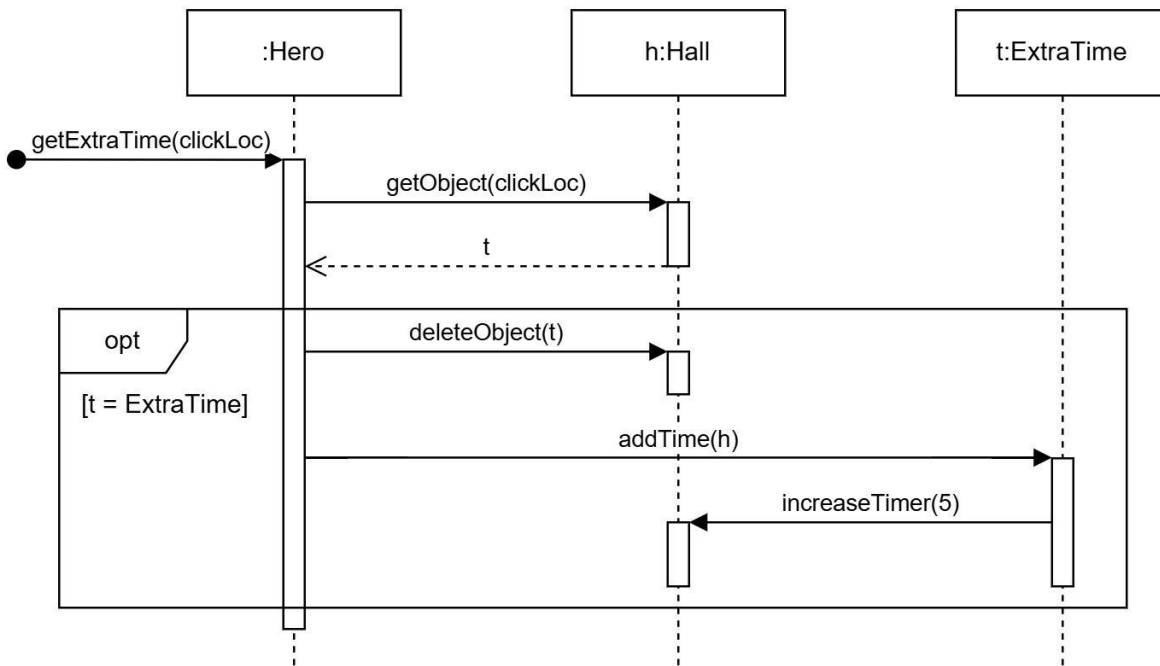 :Hero
h:Hall
t:ExtraTime
getExtraTime(clickLoc)
getObject(clickLoc)
t
opt
deleteObject(t)
[t = ExtraTime]
addTime(h)
increaseTimer(5)